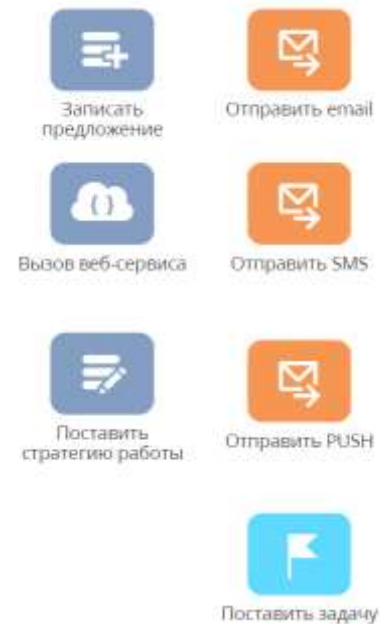 Записать
предложение
Отправить email
Вызов веб-сервиса
Отправить SMS
Поставить
стратегию работы
Отправить PUSH
Поставить задачу